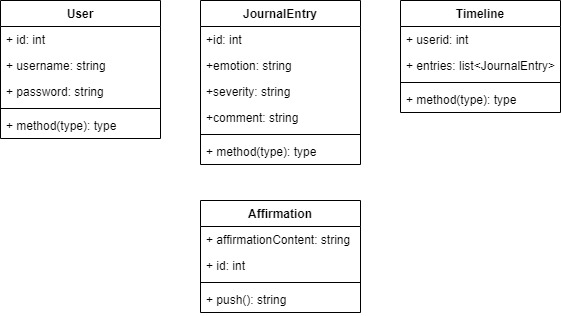 User
+ id: int
+ username: string
+ password: string
+ method(type): type
JournalEntry
+id: int
+emotion: string
+severity: string
+comment: string
+ method(type): type
Timeline
+ userid: int
+ entries: list<JournalEntry>
+ method(type): type
Affirmation
+ affirmationContent: string
+ id: int
+ push(): string